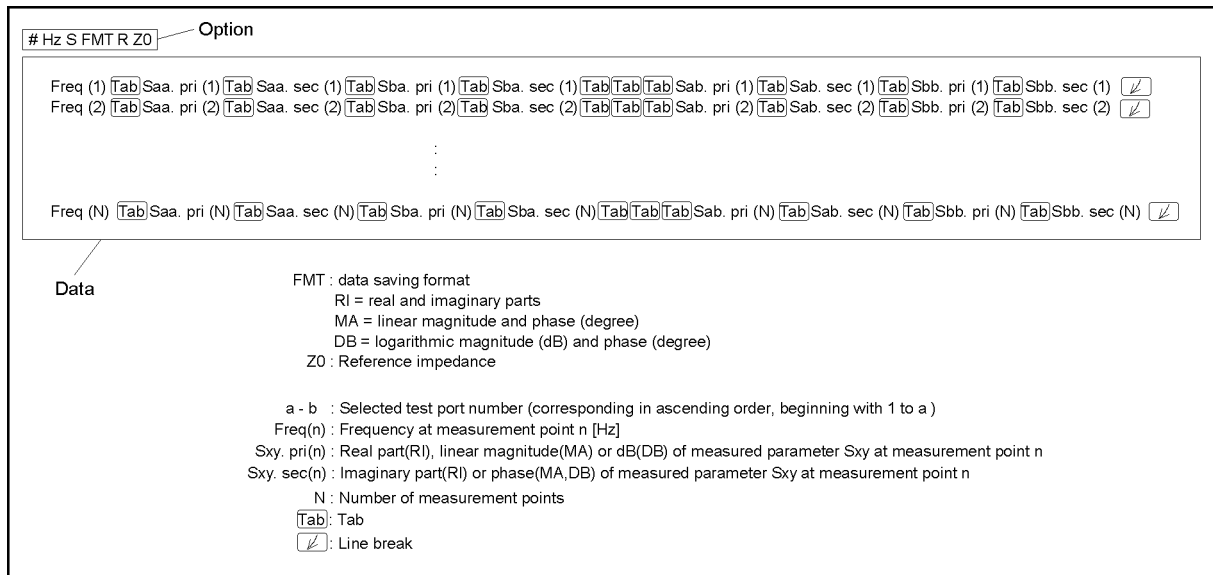 # Hz S FMT R Z0 Option
Freq (1) Tab Saa. pri (1) Tab Saa. sec (1) Tab Sba. pri (1) Tab Sba. sec (1) Tab Tab Tab Sab. pri (1) Tab Sab. sec (1) Tab Sbb. pri (1) Tab Sbb. sec (1)
Freq (2) Tab Saa. pri (2) Tab Saa. sec (2) Tab Sba. pri (2) Tab Sba. sec (2) Tab Tab Tab Sab. pri (2) Tab Sab. sec (2) Tab Sbb. pri (2) Tab Sbb. sec (2)
:
:
Freq (N) Tab Saa. pri (N) Tab Saa. sec (N) Tab Sba. pri (N) Tab Sba. sec (N) Tab Tab Tab Sab. pri (N) Tab Sab. sec (N) Tab Sbb. pri (N) Tab Sbb. sec (N)
Data
FMT : data saving format
RI = real and imaginary parts
MA = linear magnitude and phase (degree)
DB = logarithmic magnitude (dB) and phase (degree)
Z0 : Reference impedance
a - b : Selected test port number (corresponding in ascending order, beginning with 1 to a )
Freq(n) : Frequency at measurement point n [Hz]
Sxy. pri(n) : Real part(RI), linear magnitude(MA) or dB(DB) of measured parameter Sxy at measurement point n
Sxy. sec(n) : Imaginary part(RI) or phase(MA,DB) of measured parameter Sxy at measurement point n
N : Number of measurement points
Tab : Tab
: Line break